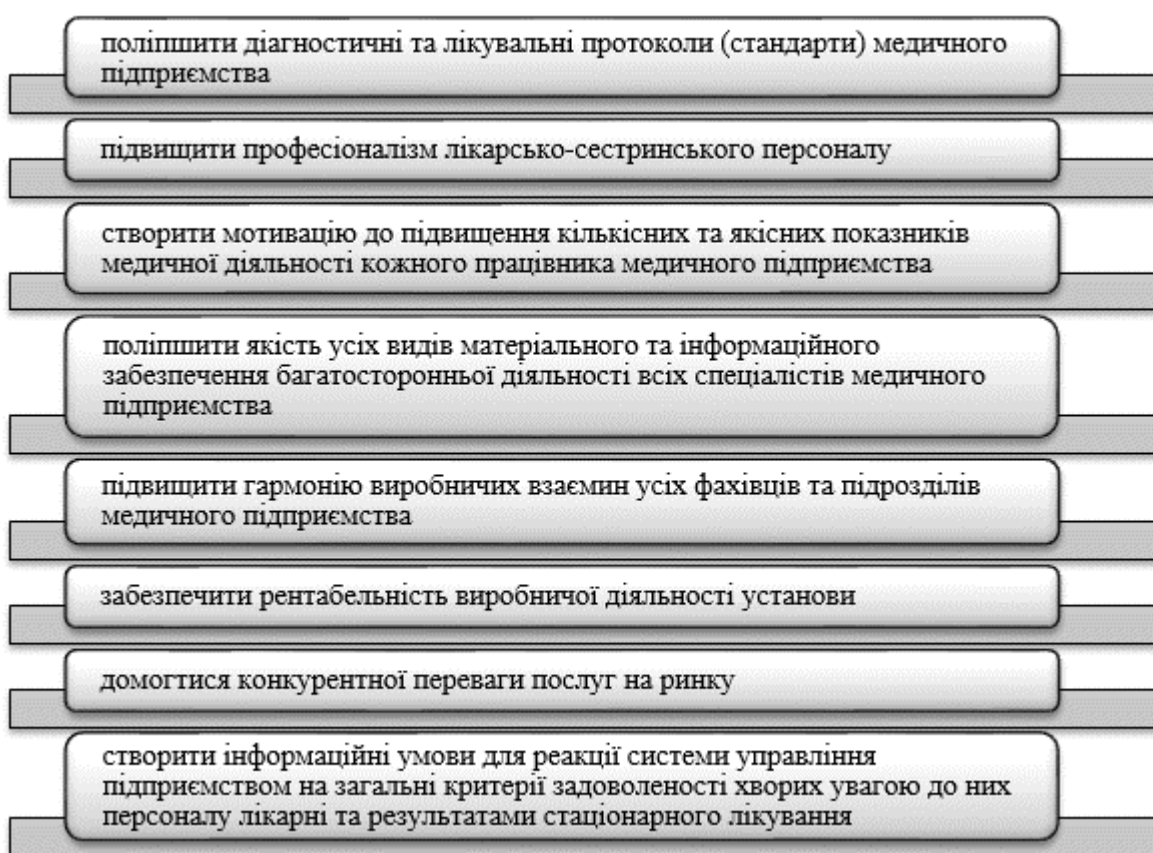 поліпшити діагностичні та лікувальні протоколи (стандарти) медичного
підприємства
підвищити професіоналізм лікарсько-сестринського персоналу
створити мотивацію до підвищення кількісних та якісних показників
медичної діяльності кожного працівника медичного підприємства
поліпшити якість усіх видів матеріального та інформаційного
забезпечення багатосторонньої діяльності всіх спеціалістів медичного
підприємства
підвищити гармонію виробничих взаємин усіх фахівців та підрозділів
медичного підприємства
забезпечити рентабельність виробничої діяльності установи
домогтися конкурентної переваги послуг на ринку
створити інформаційні умови для реакції системи управління
підприємством на загальні критерії задоволеності хворих увагою до них
персоналу лікарні та результатами стаціонарного лікування